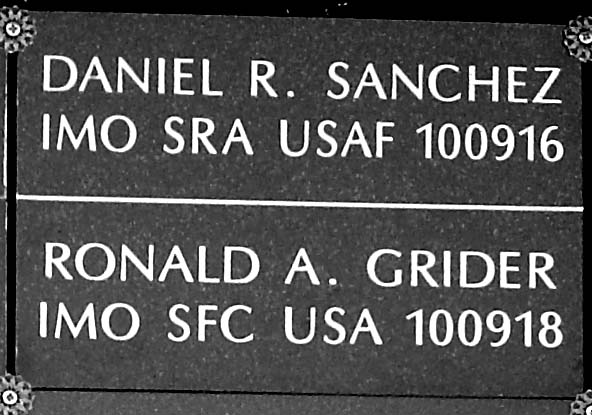 DANIEL R. SANCHEZ
IMO SRA USAF 100916
RONALD A. GRIDER
IMO SFC USA 100918